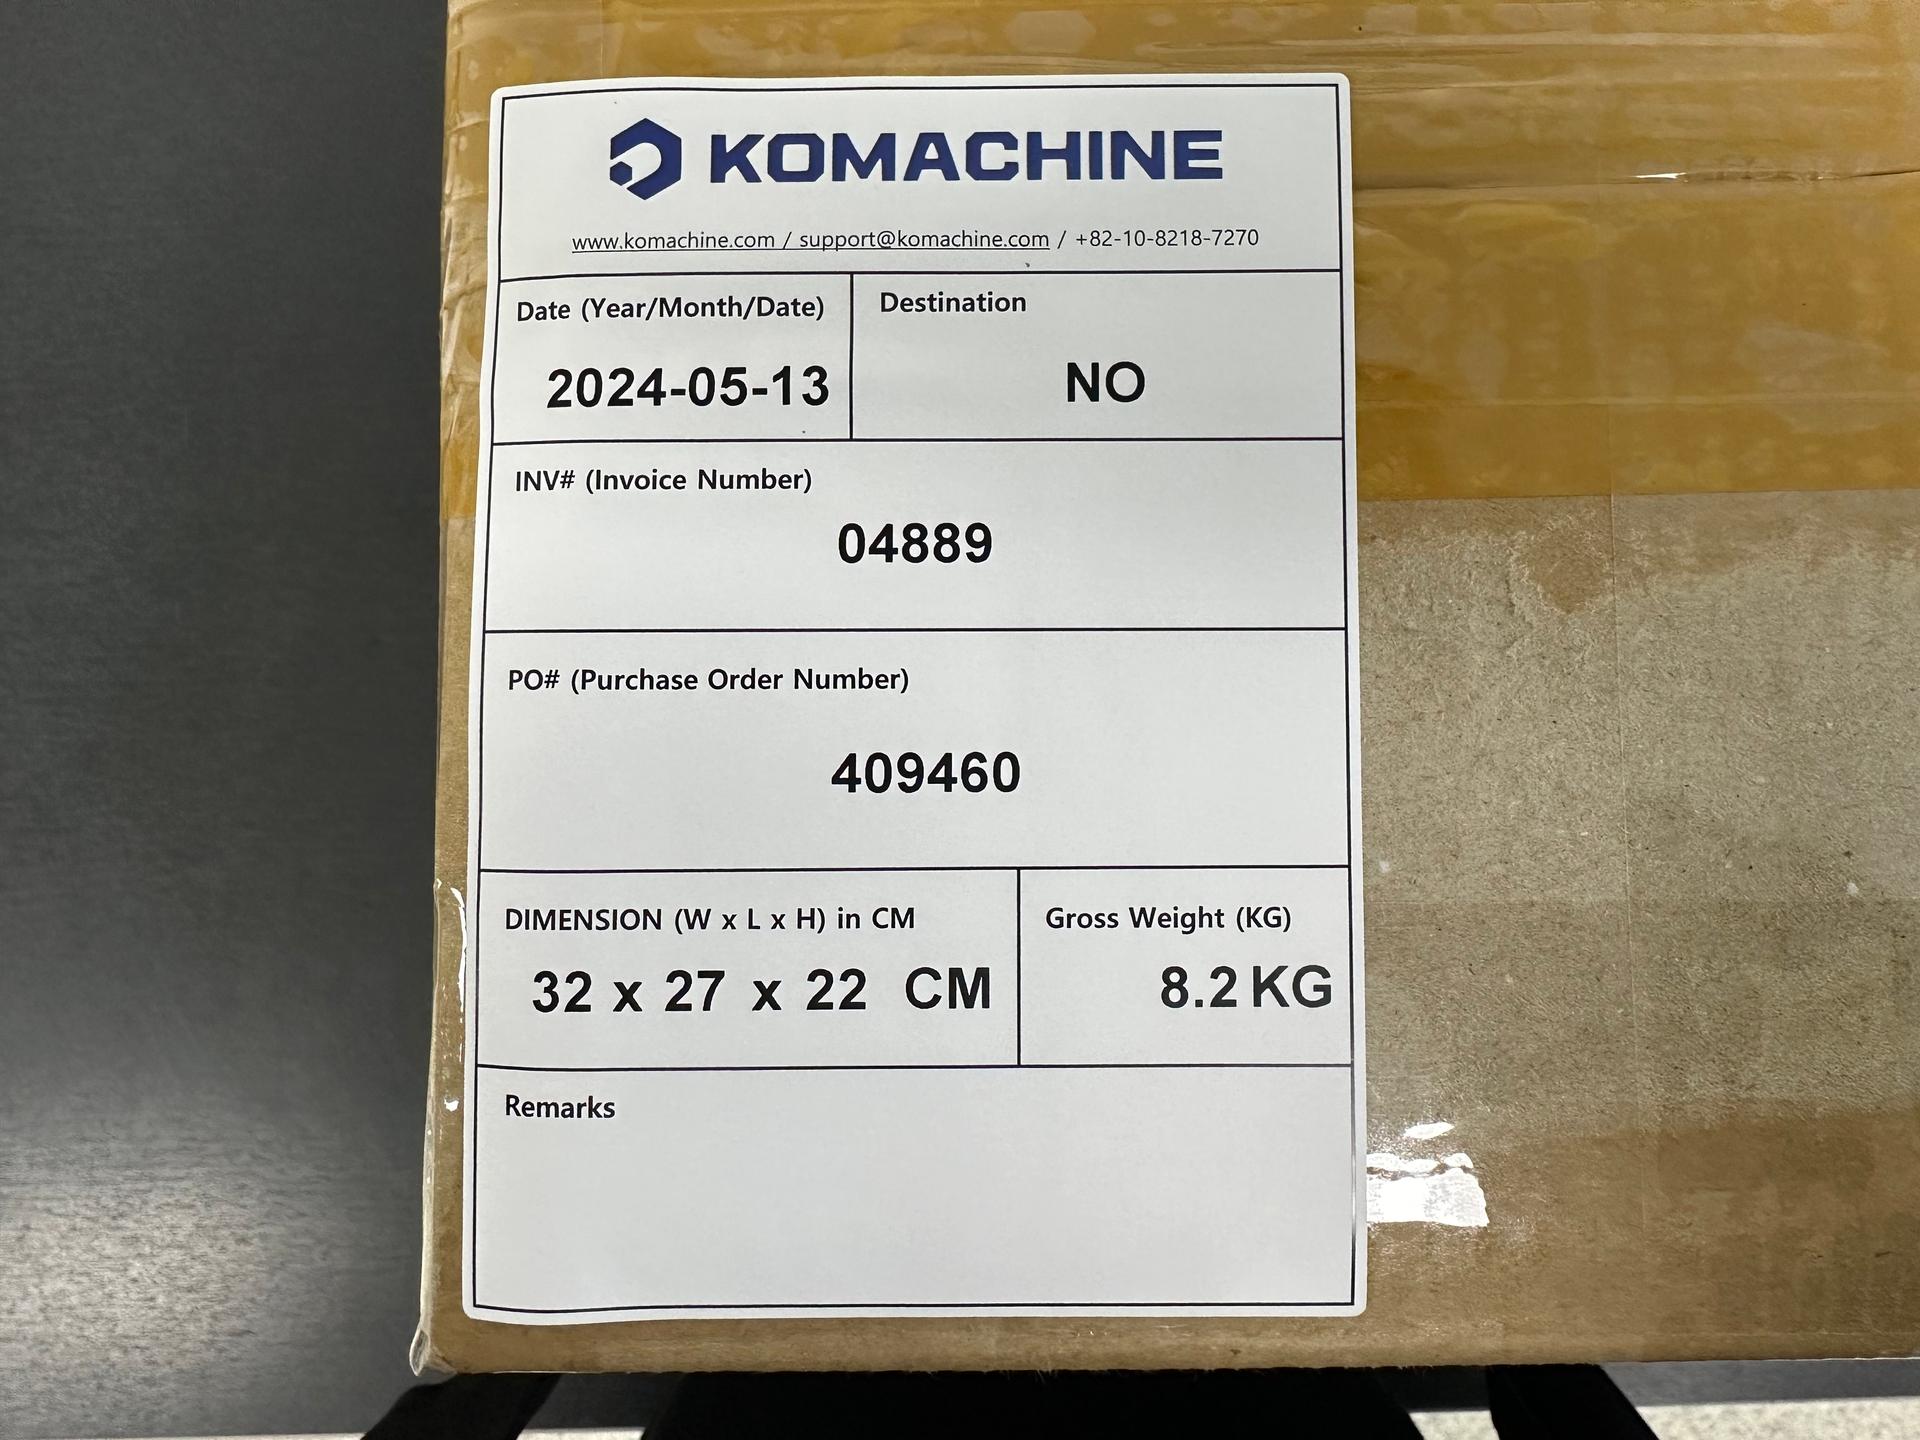 KOMACHINE
www.komachine.com / support@komachine.com / +82-10-8218-7270
Date (Year/Month/Date)
2024-05-13
Destination
NO
INV# (Invoice Number)
04889
PO# (Purchase Order Number)
409460
DIMENSION (W x L x H) in CM
32 x 27 x 22 CM
Gross Weight (KG)
8.2 KG
Remarks